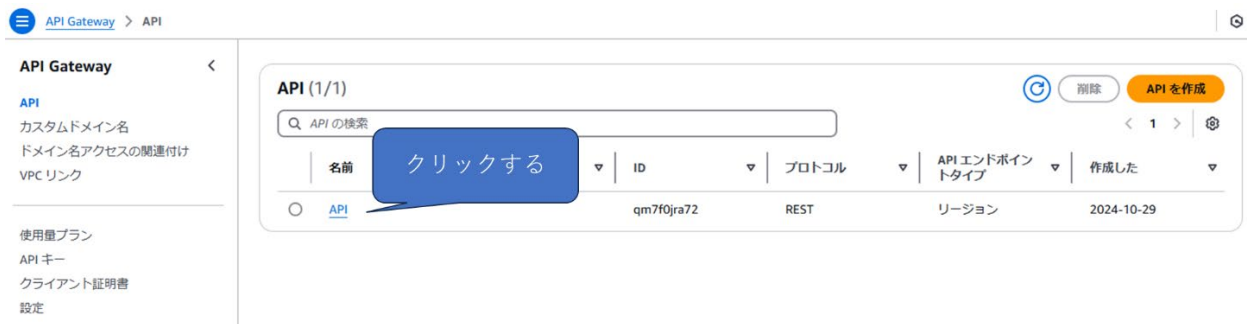 API Gateway > API
API Gateway
API
カスタムドメイン名
ドメイン名アクセスの関連付け
VPC リンク
使用量プラン
API キー
クライアント証明書
設定
API (1/1)
削除
API を作成
API の検索
1
クリックする
名前
ID
プロトコル
API エンドポイン
トタイプ
作成した
API
qm7f0jra72
REST
リージョン
2024-10-29